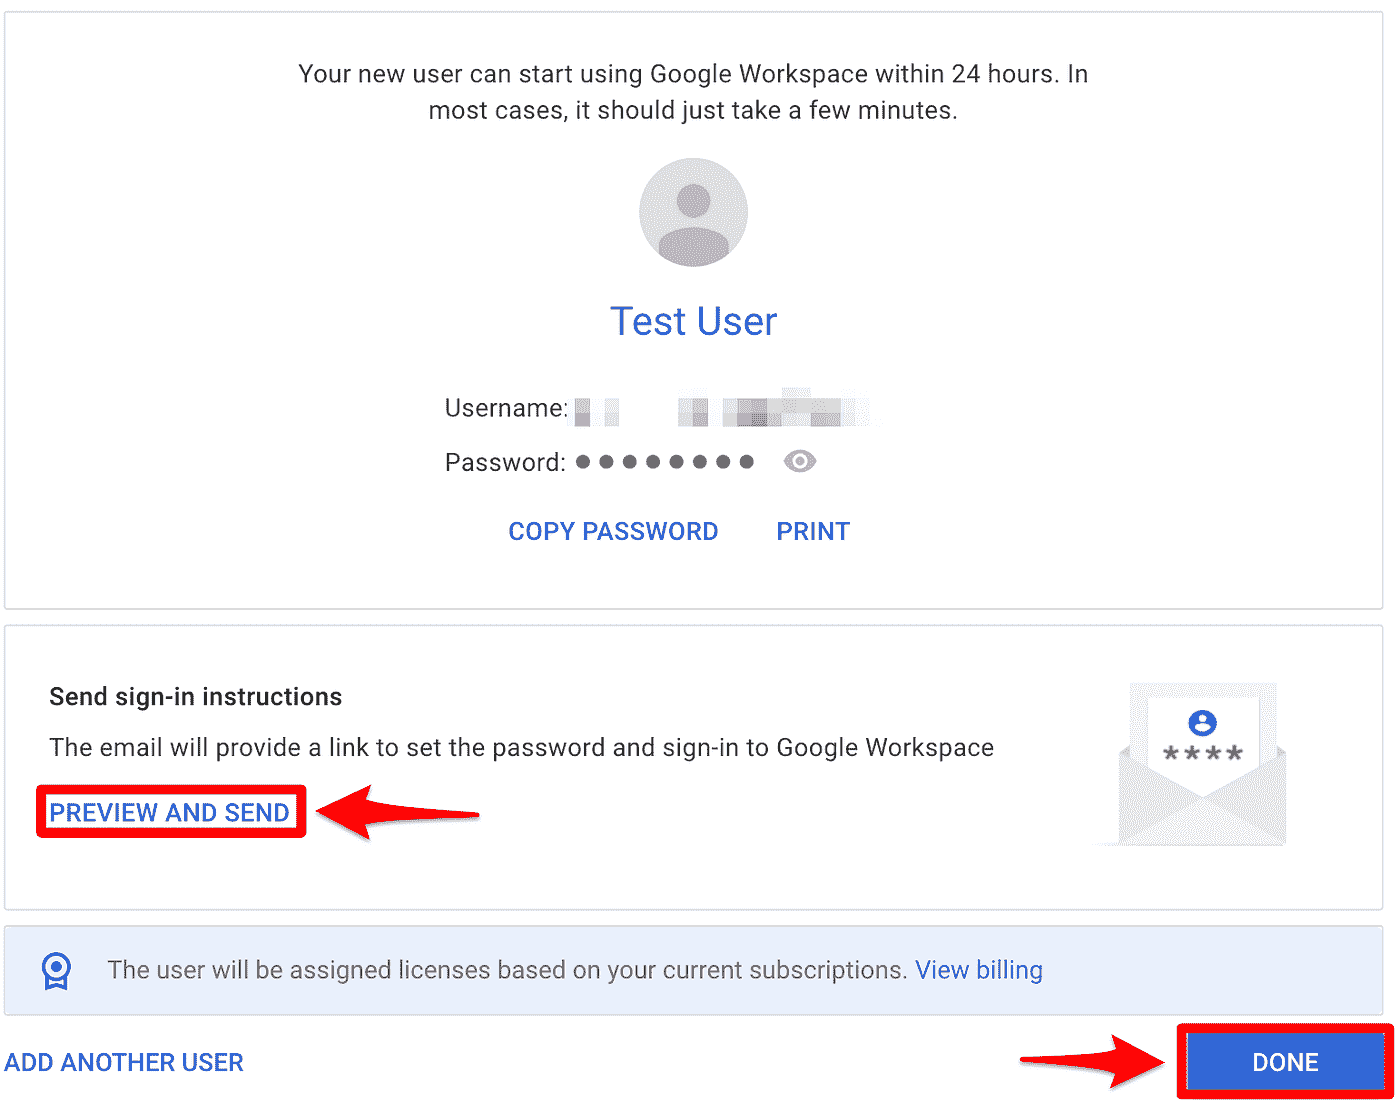 Your new user can start using Google Workspace within 24 hours. In
most cases, it should just take a few minutes.
Test User
Username:
Password:
COPY PASSWORD PRINT
Send sign-in instructions
The email will provide a link to set the password and sign-in to Google Workspace
PREVIEW AND SEND
****
The user will be assigned licenses based on your current subscriptions. View billing
ADD ANOTHER USER
DONE